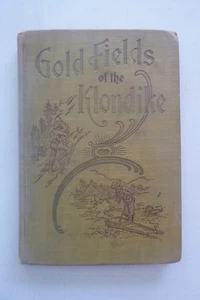 Gold Fields
of the
Klondike